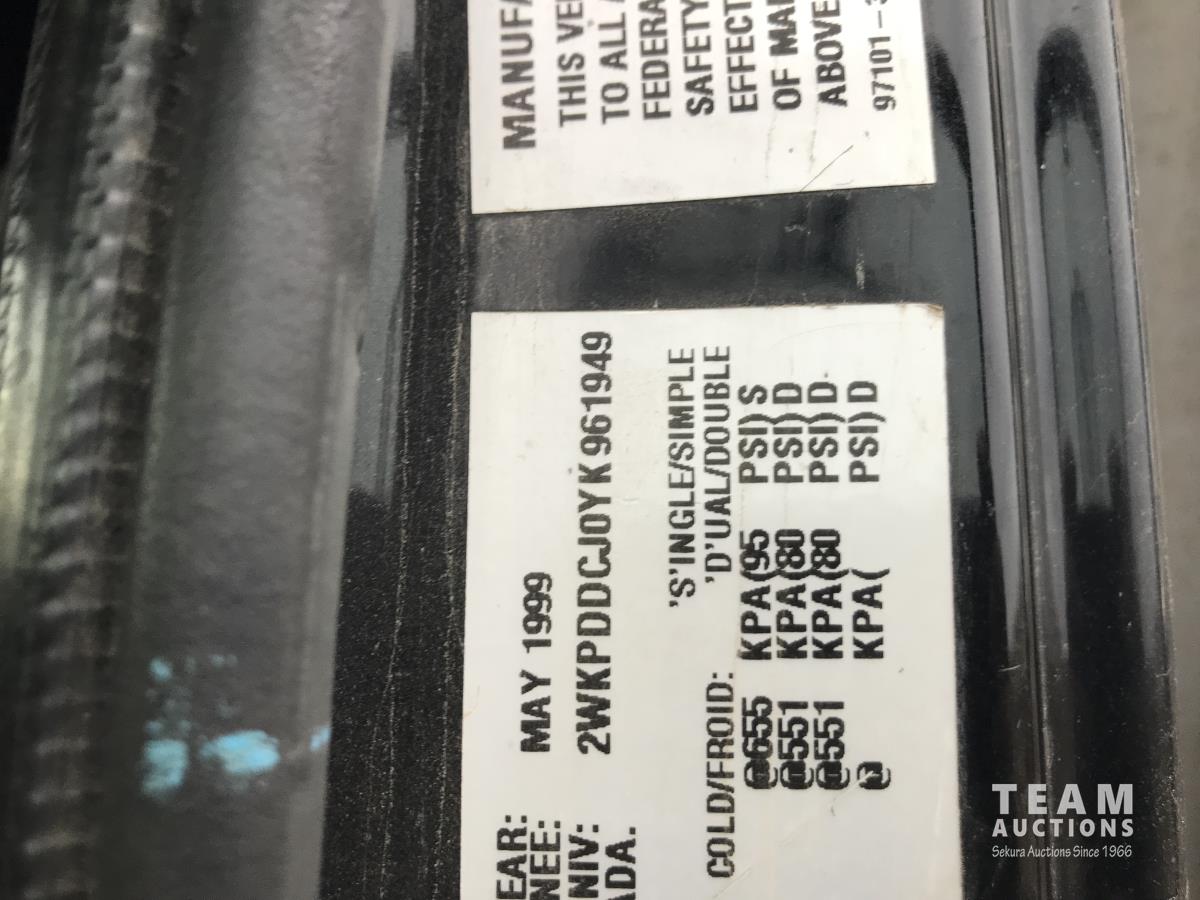 MANUFA
THIS VE
TO ALL
FEDERA
SAFETY
EFFECT
OF MAN
ABOVE
97101-3
EAR: MAY 1999
NEE:
NIV: 2WKPDDCJ0YK961949
ADA.
'S'INGLE/SIMPLE
COLD/FROID: 'D'UAL/DOUBLE
@655 KPA(95 PSI) S
@551 KPA(80 PSI) D
@551 KPA(80 PSI) D
@ KPA( PSI) D
TEAM
AUCTIONS
Sekura Auctions Since 1966